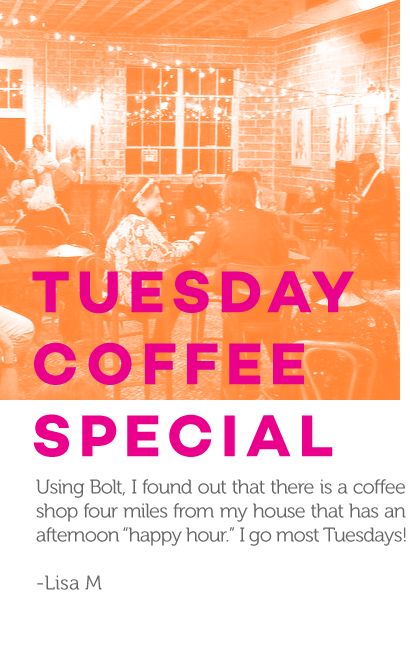 TUESDAY
COFFEE
SPECIAL
Using Bolt, I found out that there is a coffee
shop four miles from my house that has an
afternoon “happy hour.” I go most Tuesdays!
-Lisa M